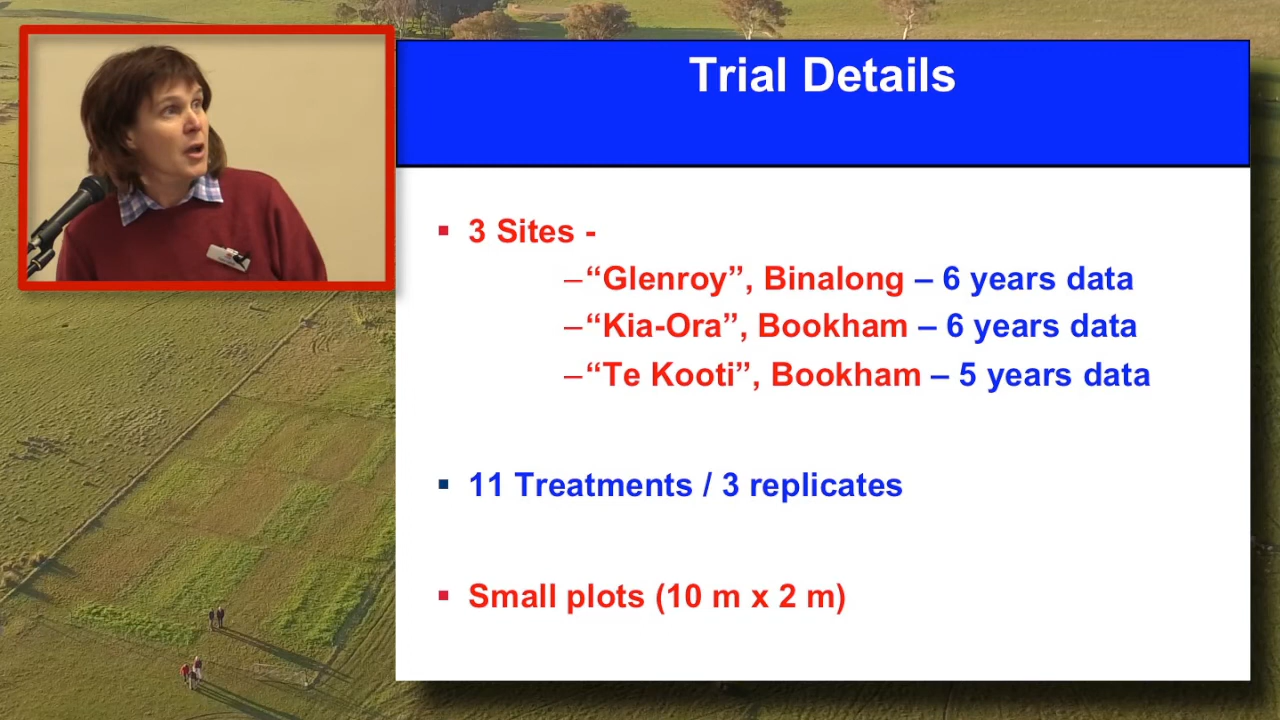 Trial Details
▪ 3 Sites -
–“Glenroy”, Binalong – 6 years data
–“Kia-Ora”, Bookham – 6 years data
–“Te Kooti”, Bookham – 5 years data
▪ 11 Treatments / 3 replicates
▪ Small plots (10 m x 2 m)